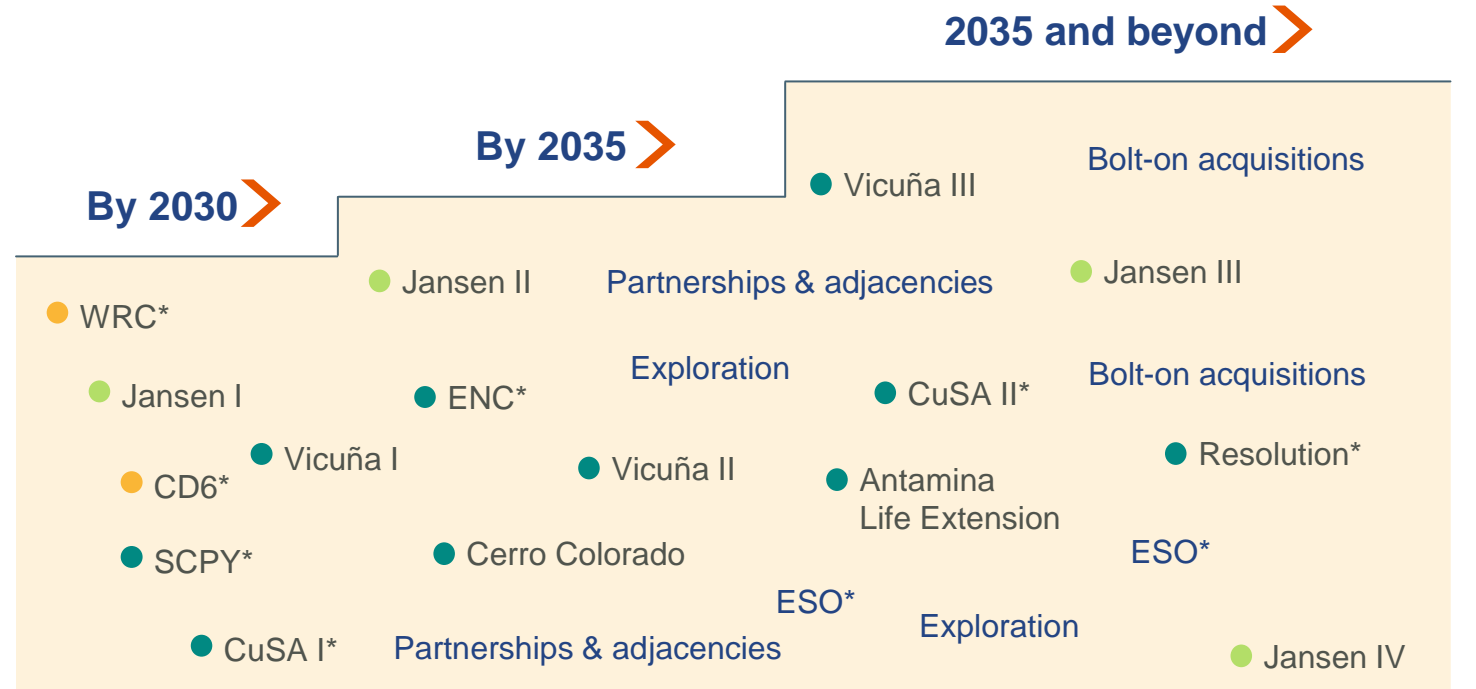 2035 and beyond
By 2035
By 2030
Bolt-on acquisitions
Vicuña III
Jansen II
Partnerships & adjacencies
Jansen III
WRC*
Exploration
Bolt-on acquisitions
Jansen I
ENC*
CuSA II*
Vicuña I
Vicuña II
Resolution*
CD6*
Antamina
Life Extension
SCPY*
Cerro Colorado
ESO*
ESO*
Exploration
CuSA I*
Partnerships & adjacencies
Jansen IV